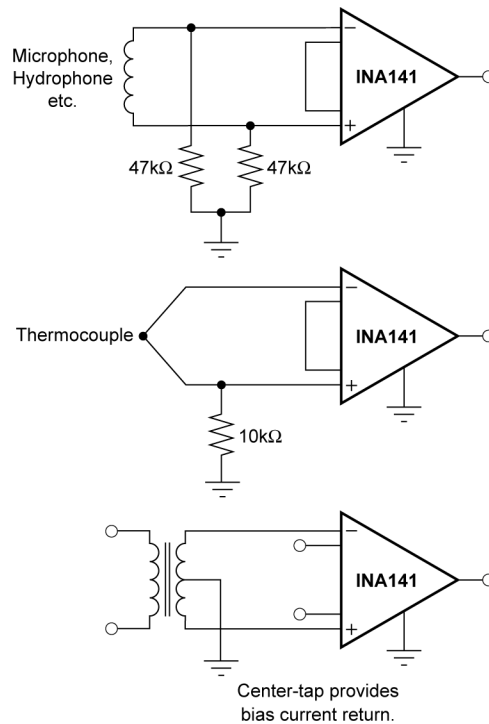 Microphone,
Hydrophone
etc.
−
INA141
+
47kΩ
47kΩ
−
Thermocouple
INA141
+
10kΩ
−
INA141
+
Center-tap provides
bias current return.